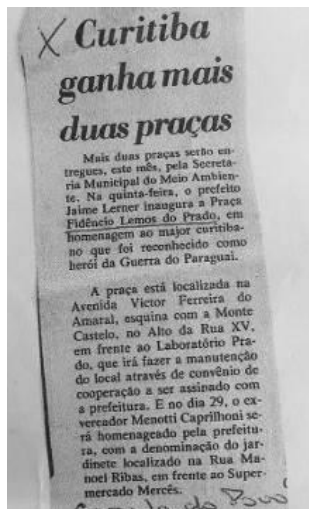 X Curitiba
ganha mais
duas praças
Mais duas praças serão en-
tregues, este mês, pela Secreta-
ria Municipal do Meio Ambien-
te. Na quinta-feira, o prefeito
Jaime Lerner inaugura a Praça
Fidêncio Lemos do Prado, em
homenagem ao major curitiba-
no que foi reconhecido como
herói da Guerra do Paraguai.
A praça está localizada na
Avenida Victor Ferreira do
Amaral, esquina com a Monte
Castelo, no Alto da Rua XV,
em frente ao Laboratório Pra-
do, que irá fazer a manutenção
do local através de convênio de
cooperação a ser assinado com
a prefeitura. E no dia 29, o ex-
vereador Menotti Caprilhoni se-
rá homenageado pela prefeitu-
ra, com a denominação do jar-
dinete localizado na Rua Ma-
noel Ribas, em frente ao Super-
mercado Mercês.
do